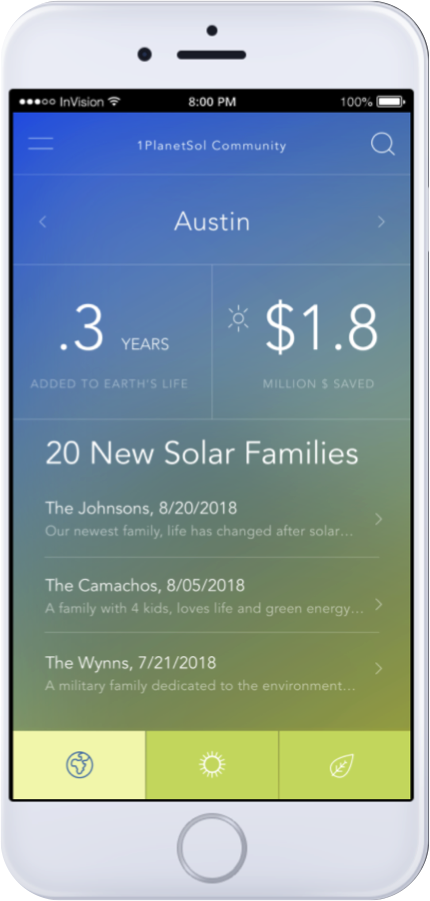 InVision 8:00 PM 100%
1PlanetSol Community
Austin
.3 YEARS $1.8
ADDED TO EARTH'S LIFE MILLION $ SAVED
20 New Solar Families
The Johnsons, 8/20/2018
Our newest family, life has changed after solar...
The Camachos, 8/05/2018
A family with 4 kids, loves life and green energy...
The Wynns, 7/21/2018
A military family dedicated to the environment...